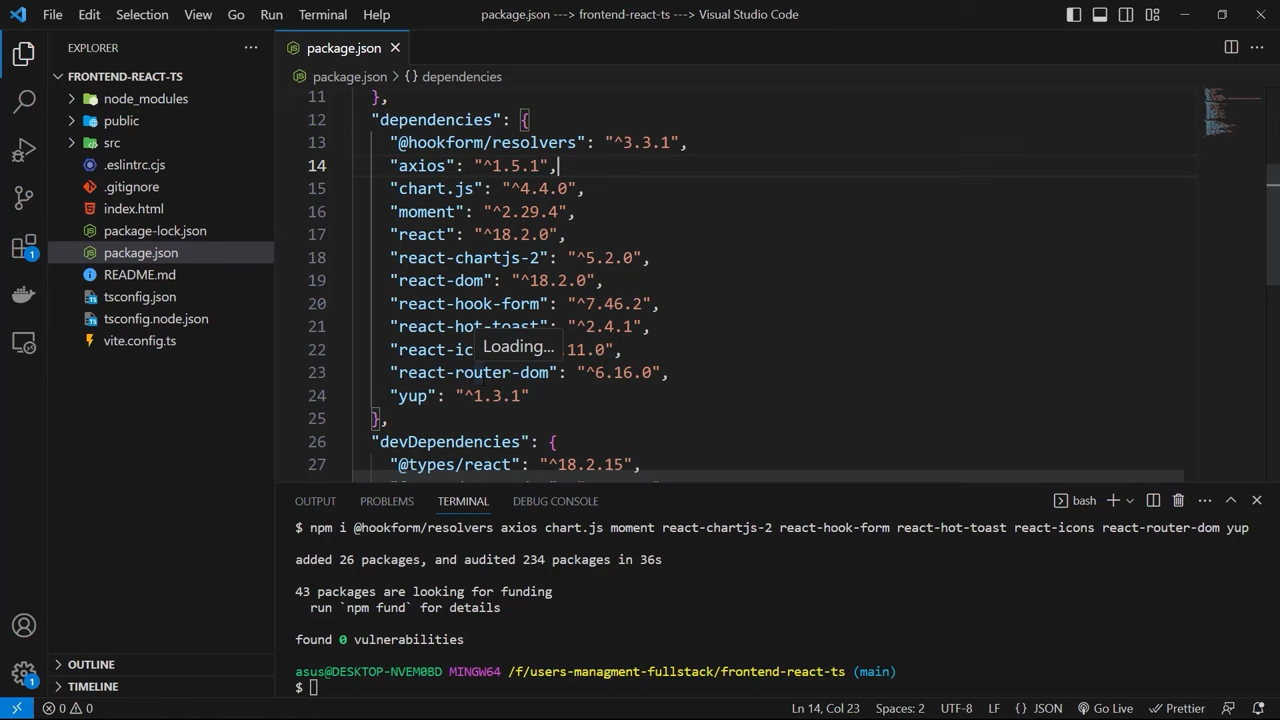 File Edit Selection View Go Run Terminal Help
package.json ---> frontend-react-ts ---> Visual Studio Code
EXPLORER
FRONTEND-REACT-TS
node_modules
public
src
.eslintrc.cjs
.gitignore
index.html
package-lock.json
package.json
README.md
tsconfig.json
tsconfig.node.json
vite.config.ts
OUTLINE
TIMELINE
package.json
package.json > {} dependencies
11 },
12 "dependencies": {
13 "@hookform/resolvers": "^3.3.1",
14 "axios": "^1.5.1",
15 "chart.js": "^4.4.0",
16 "moment": "^2.29.4",
17 "react": "^18.2.0",
18 "react-chartjs-2": "^5.2.0",
19 "react-dom": "^18.2.0",
20 "react-hook-form": "^7.46.2",
21 "react-hot-toast": "^2.4.1",
Loading...
22 "react-ic 11.0",
23 "react-router-dom": "^6.16.0",
24 "yup": "^1.3.1"
25 },
26 "devDependencies": {
27 "@types/react": "^18.2.15",
OUTPUT PROBLEMS TERMINAL DEBUG CONSOLE
bash
$ npm i @hookform/resolvers axios chart.js moment react-chartjs-2 react-hook-form react-hot-toast react-icons react-router-dom yup
added 26 packages, and audited 234 packages in 36s
43 packages are looking for funding
run `npm fund` for details
found 0 vulnerabilities
asus@DESKTOP-NVEM0BD MINGW64 /f/users-managment-fullstack/frontend-react-ts (main)
$
1
1
0 0
Ln 14, Col 23 Spaces: 2 UTF-8 LF {} JSON Go Live Prettier